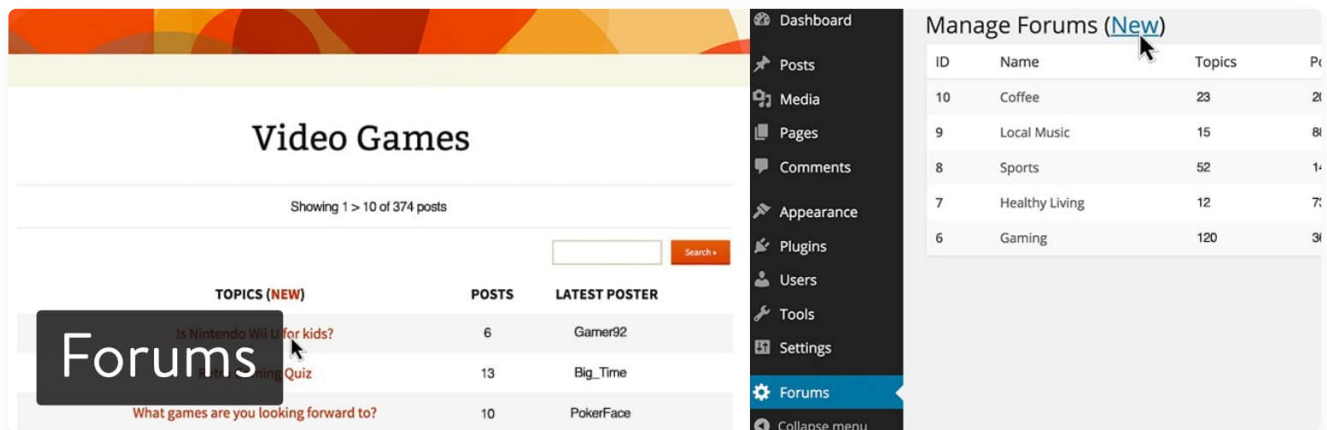 Video Games
Showing 1 > 10 of 374 posts
Search »
TOPICS (NEW) POSTS LATEST POSTER
Is Nintendo Wii U for kids? 6 Gamer92
Quiz 13 Big_Time
What games are you looking forward to? 10 PokerFace
Forums
Dashboard
Posts
Media
Pages
Comments
Appearance
Plugins
Users
Tools
Settings
Forums
Collapse menu
Manage Forums (New)
ID Name Topics
10 Coffee 23
9 Local Music 15
8 Sports 52
7 Healthy Living 12
6 Gaming 120